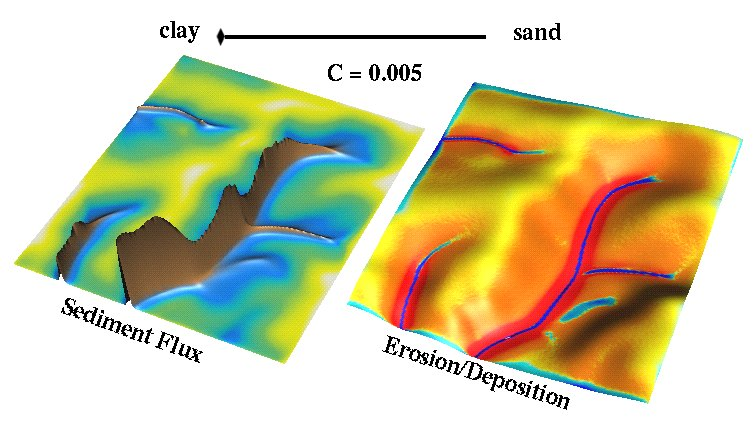 clay
sand
C = 0.005
Sediment Flux
Erosion/Deposition